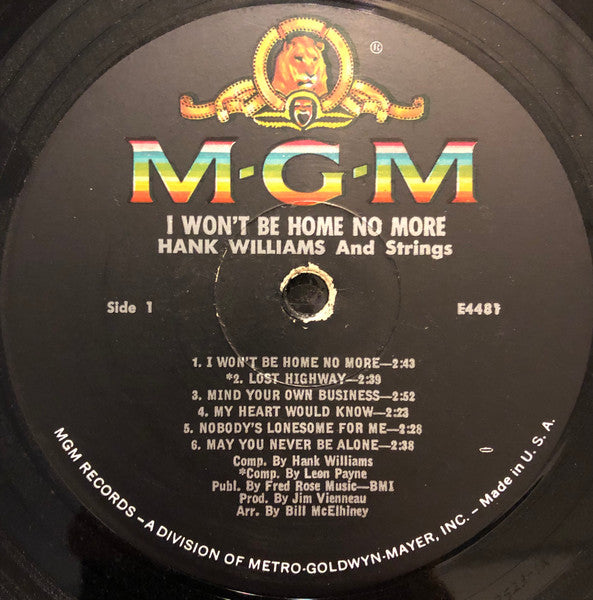 ®
M-G-M
I WON'T BE HOME NO MORE
HANK WILLIAMS And Strings
Side 1
E4481
1. I WON'T BE HOME NO MORE—2:43
*2. LOST HIGHWAY—2:39
3. MIND YOUR OWN BUSINESS—2:52
4. MY HEART WOULD KNOW—2:23
5. NOBODY'S LONESOME FOR ME—2:28
6. MAY YOU NEVER BE ALONE—2:38
Comp. By Hank Williams
*Comp. By Leon Payne
Publ. By Fred Rose Music—BMI
Prod. By Jim Vienneau
Arr. By Bill McElhiney
MGM RECORDS – A DIVISION OF METRO-GOLDWYN-MAYER, INC. – Made in U. S. A.